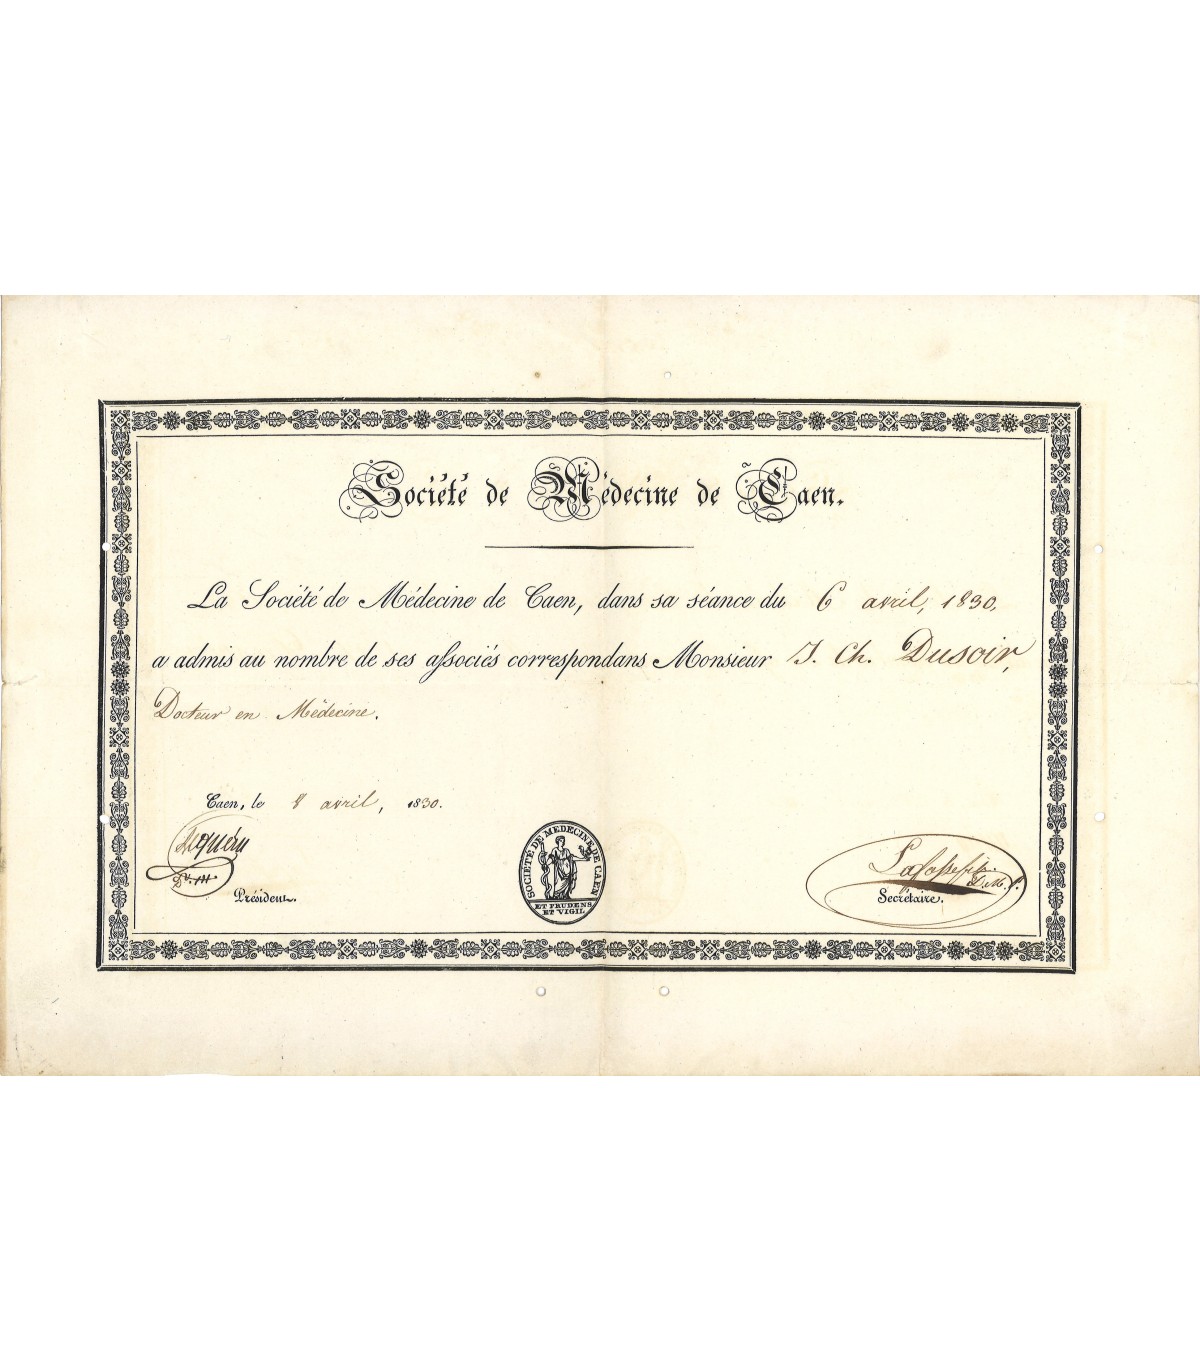 Société de Médecine de Caen.
La Société de Médecine de Caen, dans sa séance du 6 avril, 1830,
a admis au nombre de ses associés correspondans Monsieur J. Ch. Dusoir,
Docteur en Médecine.
Caen, le 8 avril, 1830.
D. M.
Président.
SOCIÉTÉ DE MEDECINE DE CAEN
ET PRUDENS
ET VIGIL
D. M. P.
Secrétaire.